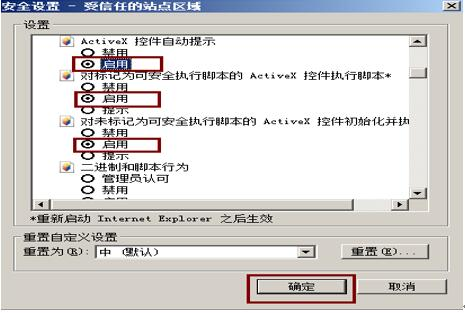 安全设置 - 受信任的站点区域
设置
ActiveX 控件自动提示
禁用
启用
对标记为可安全执行脚本的 ActiveX 控件执行脚本*
禁用
启用
提示
对未标记为可安全执行脚本的 ActiveX 控件初始化并执
禁用
启用
提示
二进制和脚本行为
管理员认可
禁用
启用
*重新启动 Internet Explorer 之后生效
重置自定义设置
重置为(R): 中 (默认) 重置(E)...
确定 取消